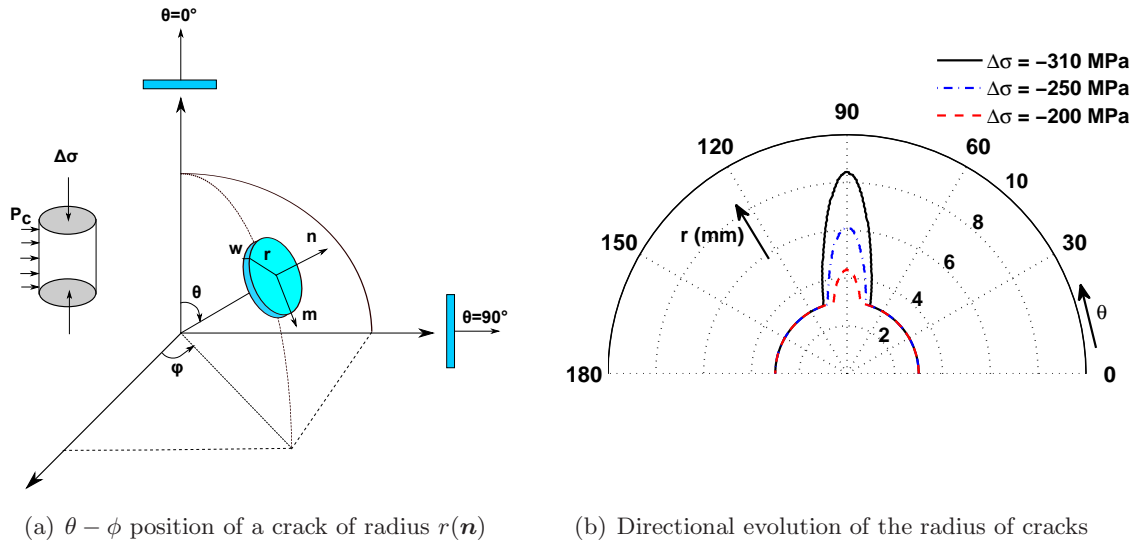 θ=0°
Δσ
P_C
w
r
n
θ
m
θ=90°
φ
Δσ = −310 MPa
Δσ = −250 MPa
Δσ = −200 MPa
90
120
60
10
150
r (mm)
8
30
6
4
θ
2
180
0
(a) θ − ϕ position of a crack of radius r(n)
(b) Directional evolution of the radius of cracks